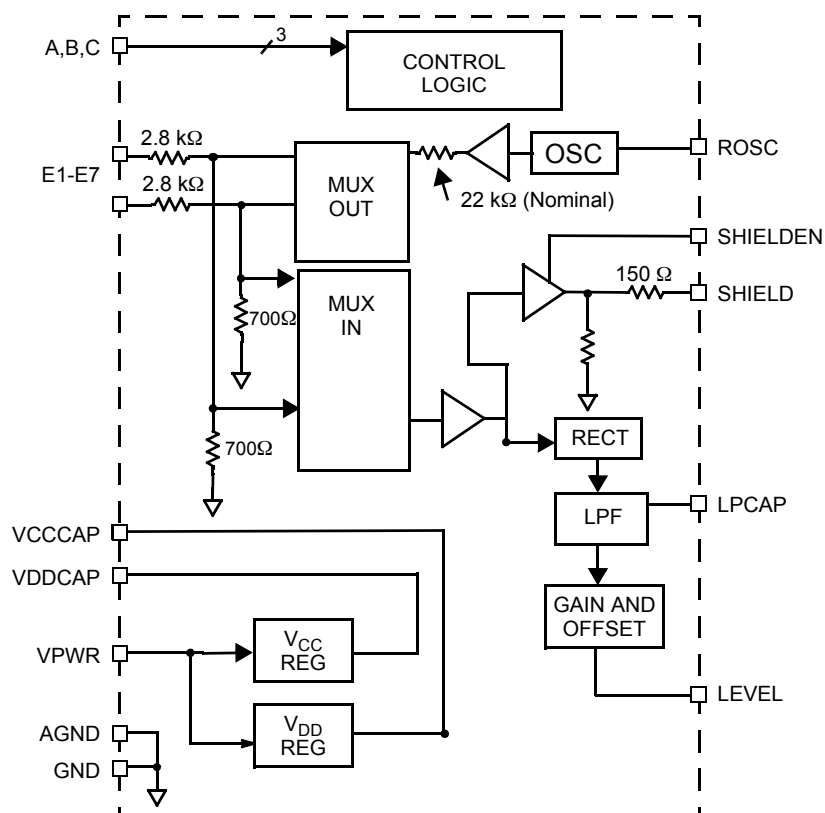 A,B,C
3
CONTROL
LOGIC
2.8 kΩ
E1-E7
2.8 kΩ
MUX
OUT
OSC
ROSC
22 kΩ (Nominal)
SHIELDEN
150 Ω
SHIELD
MUX
IN
700Ω
700Ω
RECT
LPF
LPCAP
GAIN AND
OFFSET
LEVEL
VCCCAP
VDDCAP
VPWR
VCC
REG
VDD
REG
AGND
GND